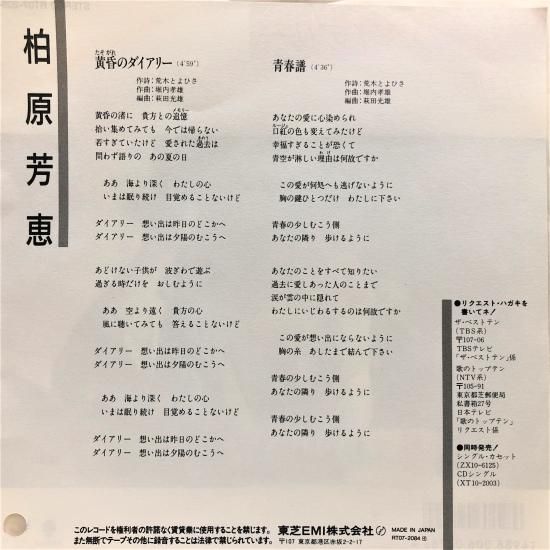 柏原芳恵
たそがれ
黄昏のダイアリー (4'59")
作詩:荒木とよひさ
作曲:堀内孝雄
編曲:萩田光雄
メモリー
黄昏の渚に 貴方との追憶
拾い集めてみても 今では帰らない
若すぎていたけど 愛された過去は
問わず語りの あの夏の日
ああ 海より深く わたしの心
いまは眠り続け 目覚めることないけど
ダイアリー 想い出は昨日のどこかへ
ダイアリー 想い出は夕陽のむこうへ
あどけない子供が 波ぎわで遊ぶ
過ぎる時だけを おしむように
ああ 空より遠く 貴方の心
風に聴いてみても 答えることないけど
ダイアリー 想い出は昨日のどこかへ
ダイアリー 想い出は夕陽のむこうへ
ああ 海より深く わたしの心
いまは眠り続け 目覚めることないけど
ダイアリー 想い出は昨日のどこかへ
ダイアリー 想い出は夕陽のむこうへ
青春譜 (4'36")
作詩:荒木とよひさ
作曲:堀内孝雄
編曲:萩田光雄
あなたの愛に心染められ
ルージュ
口紅の色も変えてみたけど
幸福すぎることが恐くて
わけ
青空が淋しい理由は何故ですか
この愛が何処へも逃げないように
胸の鍵ひとつだけ わたしに下さい
青春の少しむこう側
あなたの隣り 歩けるように
あなたのことをすべて知りたい
過去に愛しあった人のことまで
涙が雲の中に隠れて
わたしにいじわるするのは何故ですか
この愛が想い出にならないように
胸の糸 あしたまで結んで下さい
青春の少しむこう側
あなたの隣り 歩けるように
青春の少しむこう側
あなたの隣り 歩けるように
●リクエスト・ハガキを
書いてネ!
ザ・ベストテン
(TBS系)
〒107-06
TBSテレビ
「ザ・ベストテン」係
歌のトップテン
(NTV系)
〒105-91
東京芝郵便局
私書箱27号
日本テレビ
「歌のトップテン」
リクエスト係
●同時発売!
シングル・カセット
(ZX10-6125)
CDシングル
(XT10-2003)
このレコードを権利者の許諾なく賃貸業に使用することを禁じます。
また無断でテープその他に録音することは法律で禁じられています。
東芝EMI株式会社
〒107 東京都港区赤坂2-2-17
MADE IN JAPAN
RT07-2084